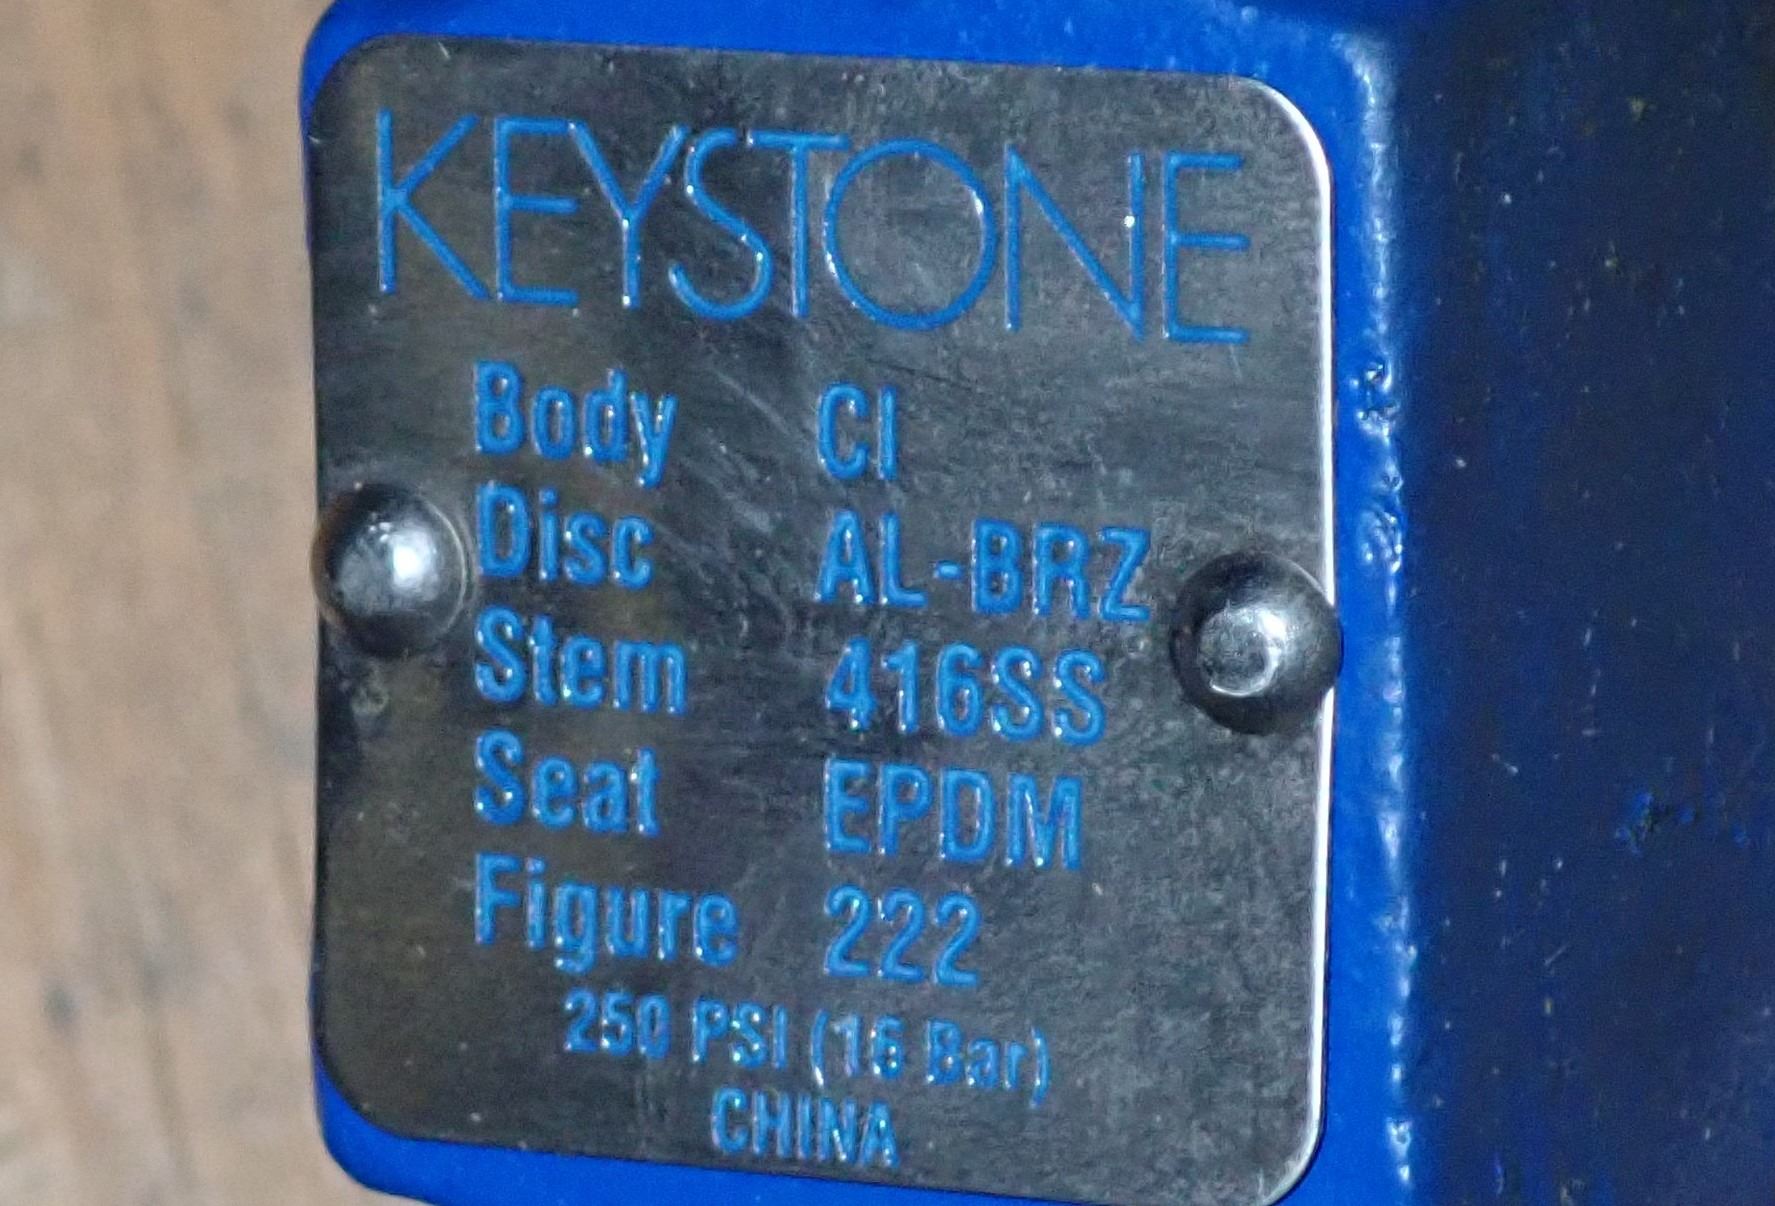 KEYSTONE
Body CI
Disc AL-BRZ
Stem 416SS
Seat EPDM
Figure 222
250 PSI (16 Bar)
CHINA